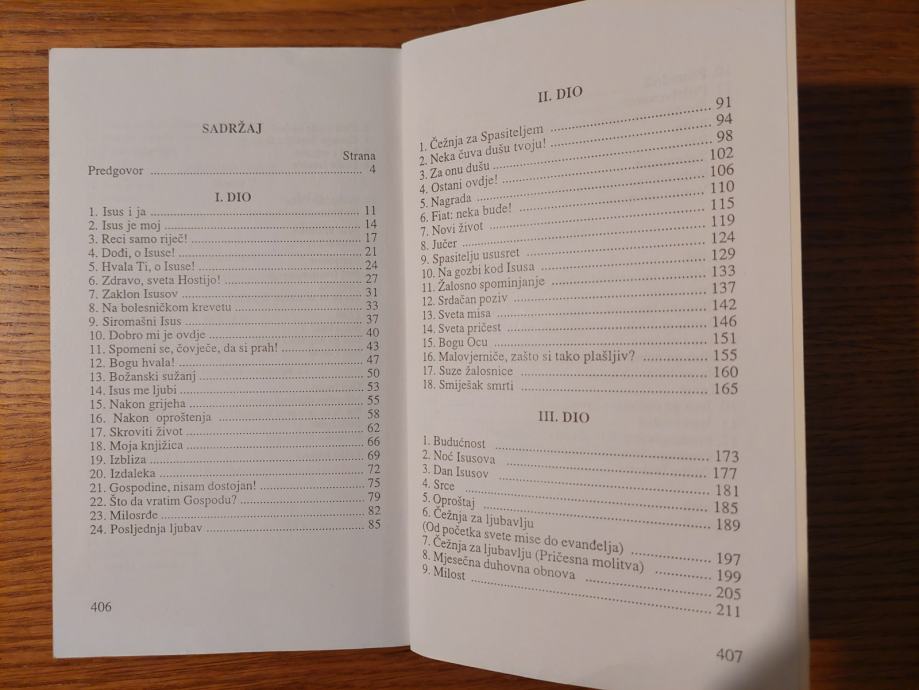 SADRŽAJ
Strana
Predgovor ........ 4
I. DIO
1. Isus i ja ........ 11
2. Isus je moj ........ 14
3. Reci samo riječ! ........ 17
4. Dođi, o Isuse! ........ 21
5. Hvala Ti, o Isuse! ........ 24
6. Zdravo, sveta Hostijo! ........ 27
7. Zaklon Isusov ........ 31
8. Na bolesničkom krevetu ........ 33
9. Siromašni Isus ........ 37
10. Dobro mi je ovdje ........ 40
11. Spomeni se, čovječe, da si prah! ........ 43
12. Bogu hvala! ........ 47
13. Božanski sužanj ........ 50
14. Isus me ljubi ........ 53
15. Nakon grijeha ........ 55
16. Nakon oproštenja ........ 58
17. Skroviti život ........ 62
18. Moja knjižica ........ 66
19. Izbliza ........ 69
20. Izdaleka ........ 72
21. Gospodine, nisam dostojan! ........ 75
22. Što da vratim Gospodu? ........ 79
23. Milosrđe ........ 82
24. Posljednja ljubav ........ 85
406
II. DIO
1. Čežnja za Spasiteljem ........ 91
2. Neka čuva dušu tvoju! ........ 94
3. Za onu dušu ........ 98
4. Ostani ovdje! ........ 102
5. Nagrada ........ 106
6. Fiat: neka bude! ........ 110
7. Novi život ........ 115
8. Jučer ........ 119
9. Spasitelju ususret ........ 124
10. Na gozbi kod Isusa ........ 129
11. Žalosno spominjanje ........ 133
12. Srdačan poziv ........ 137
13. Sveta misa ........ 142
14. Sveta pričest ........ 146
15. Bogu Ocu ........ 151
16. Malovjerniče, zašto si tako plašljiv? ........ 155
17. Suze žalosnice ........ 160
18. Smiješak smrti ........ 165
III. DIO
1. Budućnost ........ 173
2. Noć Isusova ........ 177
3. Dan Isusov ........ 181
4. Srce ........ 185
5. Oproštaj ........ 189
6. Čežnja za ljubavlju
(Od početka svete mise do evanđelja) ........ 197
7. Čežnja za ljubavlju (Pričesna molitva) ........ 199
8. Mjesečna duhovna obnova ........ 205
9. Milost ........ 211
407